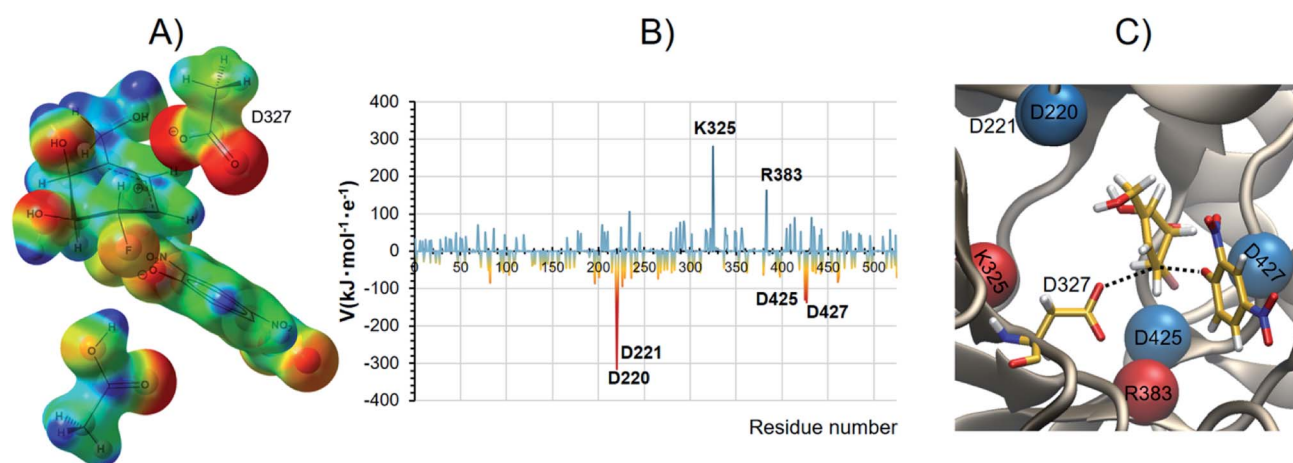 A)
B)
C)
D327
H
H
H
H
OH
HO
H
H
H
HO
H
H
F
O₂N
O
NO₂
O
O
H
O
O
H
H
H
V(kJ·mol⁻¹·e⁻¹)
400
300
200
100
0
-100
-200
-300
-400
0 50 100 150 200 250 300 350 400 450 500
K325
R383
D425
D427
D221
D220
Residue number
D221
D220
K325
D327
D427
D425
R383